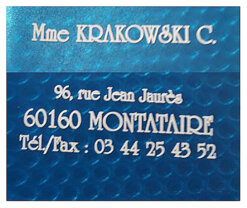 Mme KRAKOWSKI C.
96, rue Jean Jaurès
60160 MONTATAIRE
Tél./Fax : 03 44 25 43 52